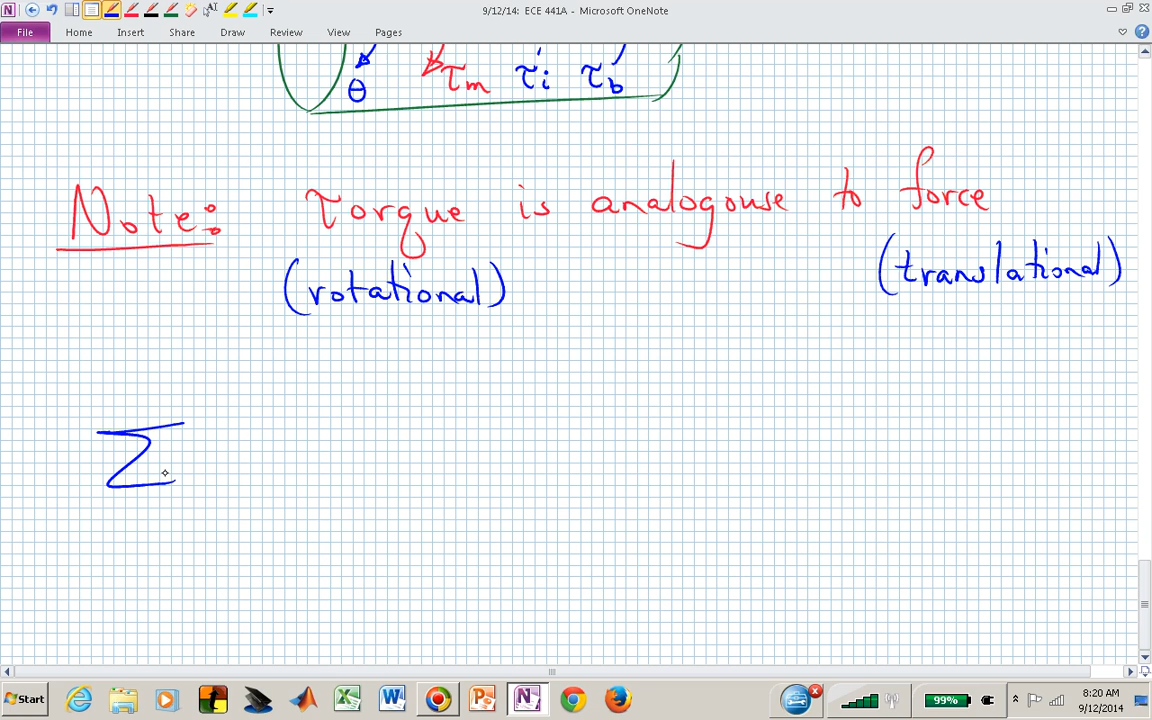 9/12/14: ECE 441A - Microsoft OneNote
File Home Insert Share Draw Review View Pages
θ τm τi τb
Note: Torque is analogouse to force
(rotational) (translational)
Σ
Start
99%
8:20 AM
9/12/2014